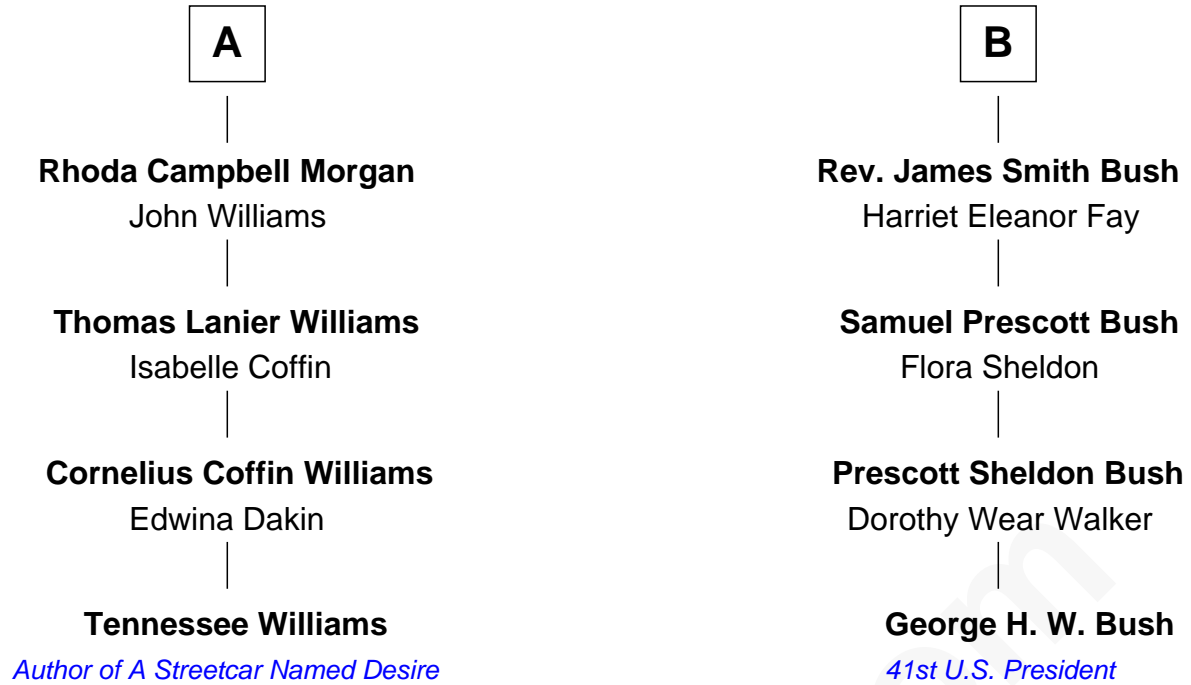 A
B
Rhoda Campbell Morgan
John Williams
Rev. James Smith Bush
Harriet Eleanor Fay
Thomas Lanier Williams
Isabelle Coffin
Samuel Prescott Bush
Flora Sheldon
Cornelius Coffin Williams
Edwina Dakin
Prescott Sheldon Bush
Dorothy Wear Walker
Tennessee Williams
Author of A Streetcar Named Desire
George H. W. Bush
41st U.S. President